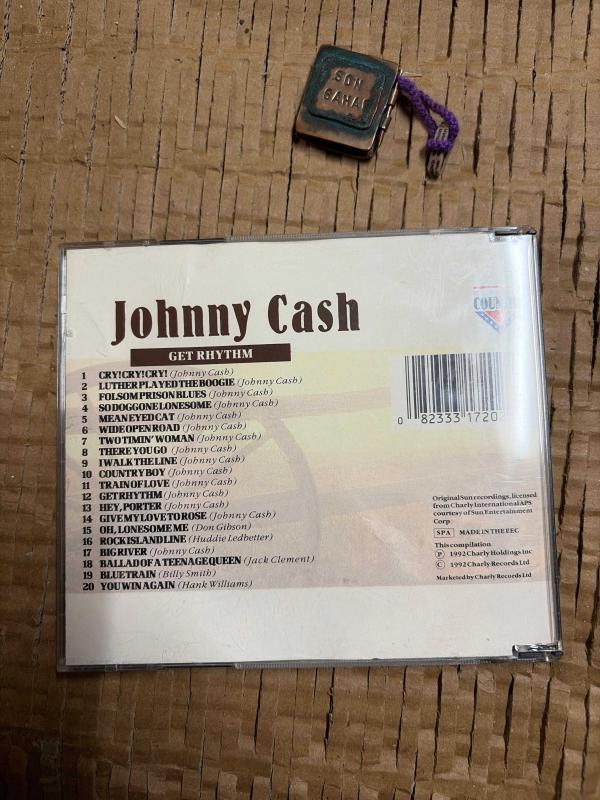 SOH
Johnny Cash
GET RHYTHM
1 CRY! CRY! CRY! (Johnny Cash)
2 LUTHER PLAYED THE BOOGIE (Johnny Cash)
3 FOLSOM PRISON BLUES (Johnny Cash)
4 SO DOGGONE LONESOME (Johnny Cash)
5 MEAN EYED CAT (Johnny Cash)
6 WIDE OPEN ROAD (Johnny Cash)
7 TWO TIMIN' WOMAN (Johnny Cash)
8 THERE YOU GO (Johnny Cash)
9 I WALK THE LINE (Johnny Cash)
10 COUNTRY BOY (Johnny Cash)
11 TRAIN OF LOVE (Johnny Cash)
12 GET RHYTHM (Johnny Cash)
13 HEY, PORTER (Johnny Cash)
14 GIVE MY LOVE TO ROSE (Johnny Cash)
15 OH, LONESOME ME (Don Gibson)
16 ROCK ISLAND LINE (Huddie Ledbetter)
17 BIG RIVER (Johnny Cash)
18 BALLAD OF A TEENAGE QUEEN (Jack Clement)
19 BLUE TRAIN (Billy Smith)
20 YOU WIN AGAIN (Hank Williams)
0 82333 1720
Original Sun recordings, licensed
from Charly International APS
courtesy of Sun Entertainment
Corp
SPA MADE IN THE EEC
This compilation
Ⓟ 1992 Charly Holdings inc
© 1992 Charly Records Ltd
Marketed by Charly Records Ltd